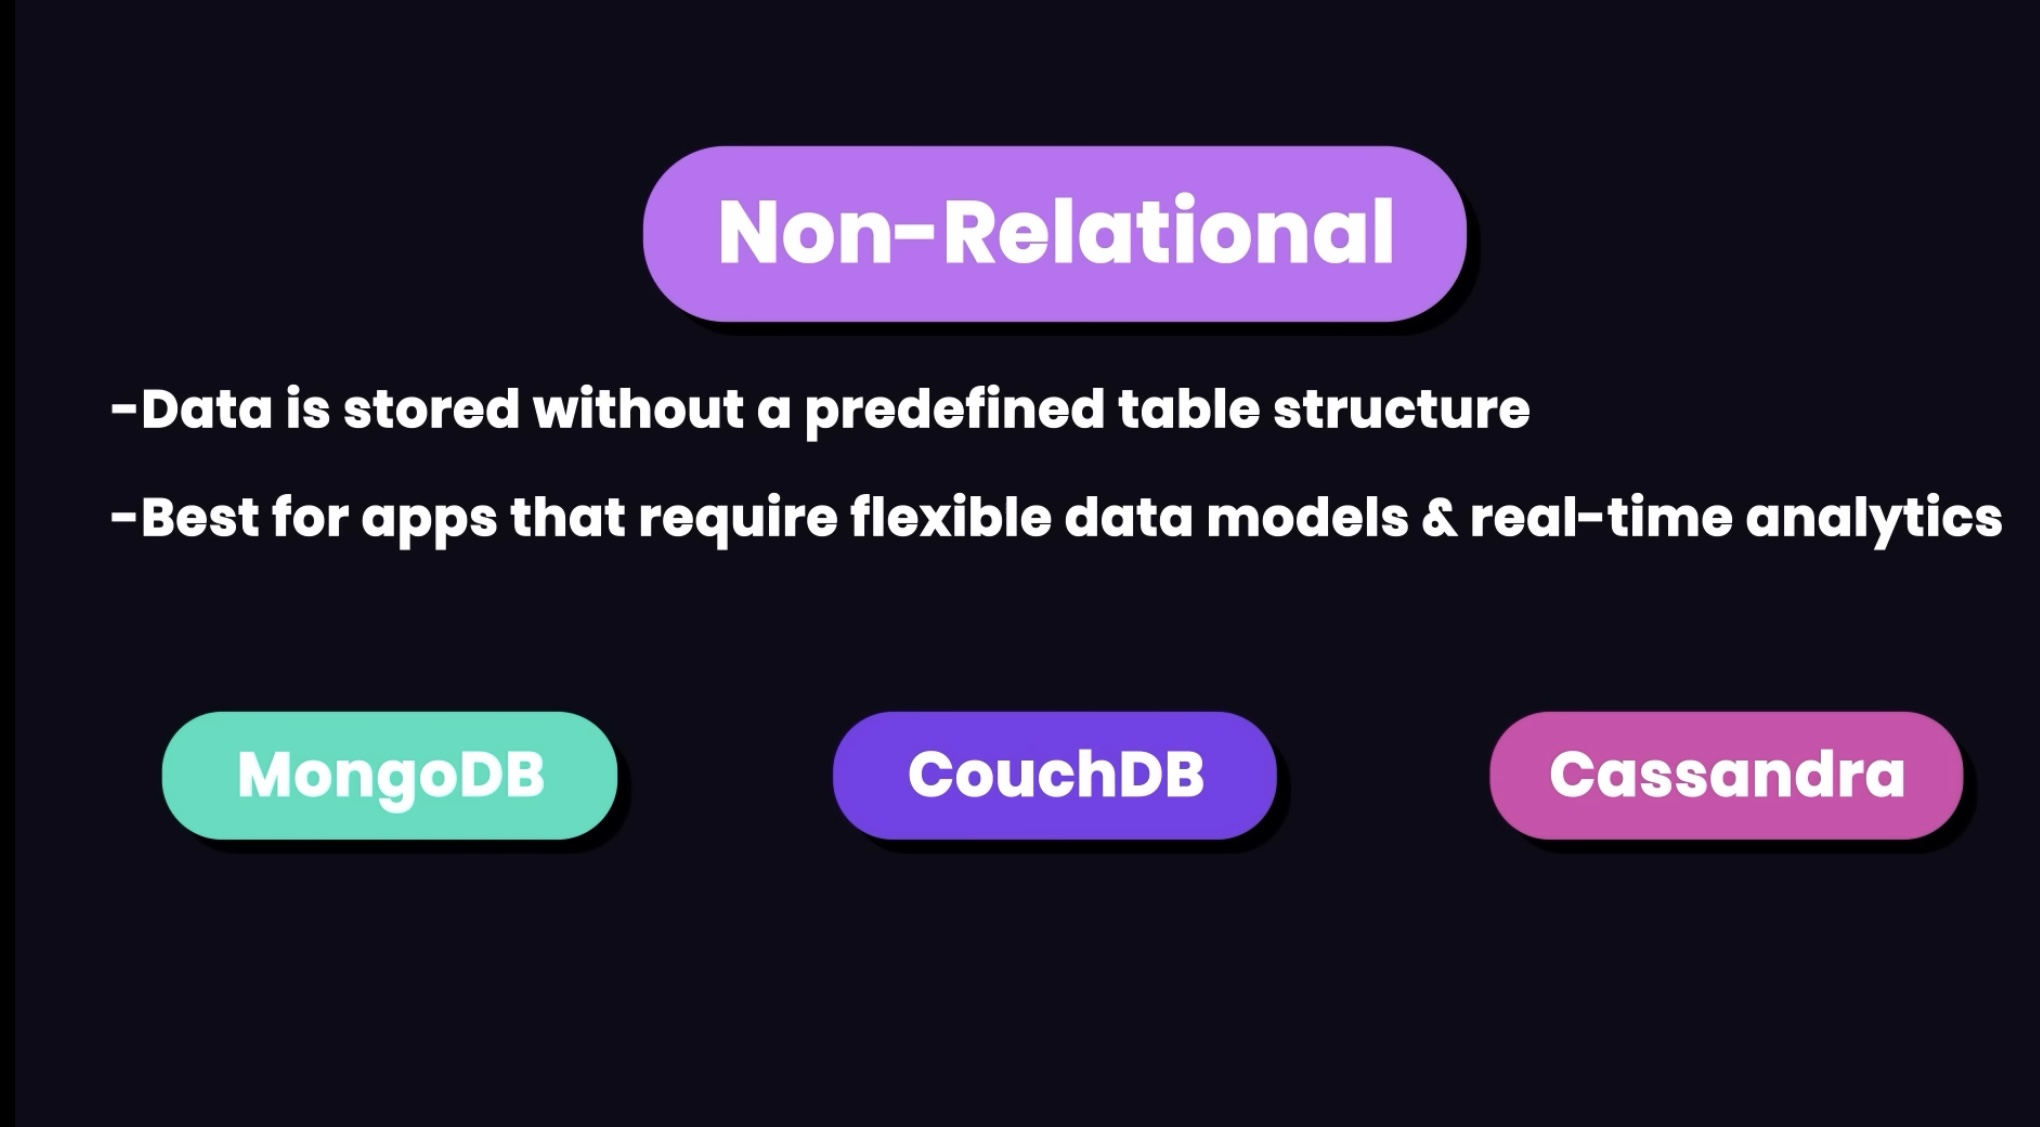 Non-Relational
-Data is stored without a predefined table structure
-Best for apps that require flexible data models & real-time analytics
MongoDB
CouchDB
Cassandra